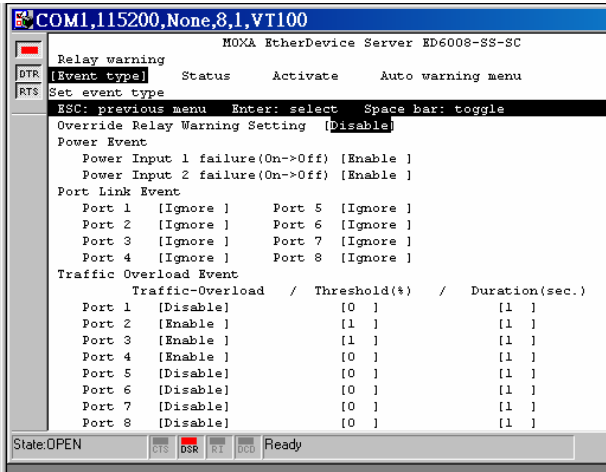 COM1,115200,None,8,1,VT100
MOXA EtherDevice Server ED6008-SS-SC
Relay warning
DTR
[Event type] Status Activate Auto warning menu
RTS
Set event type
ESC: previous menu Enter: select Space bar: toggle
Override Relay Warning Setting [Disable]
Power Event
Power Input 1 failure(On->Off) [Enable ]
Power Input 2 failure(On->Off) [Enable ]
Port Link Event
Port 1 [Ignore ] Port 5 [Ignore ]
Port 2 [Ignore ] Port 6 [Ignore ]
Port 3 [Ignore ] Port 7 [Ignore ]
Port 4 [Ignore ] Port 8 [Ignore ]
Traffic Overload Event
Traffic-Overload / Threshold(%) / Duration(sec.)
Port 1 [Disable] [0 ] [1 ]
Port 2 [Enable ] [1 ] [1 ]
Port 3 [Enable ] [1 ] [1 ]
Port 4 [Enable ] [0 ] [1 ]
Port 5 [Disable] [0 ] [1 ]
Port 6 [Disable] [0 ] [1 ]
Port 7 [Disable] [0 ] [1 ]
Port 8 [Disable] [0 ] [1 ]
State:OPEN CTS DSR RI DCD Ready